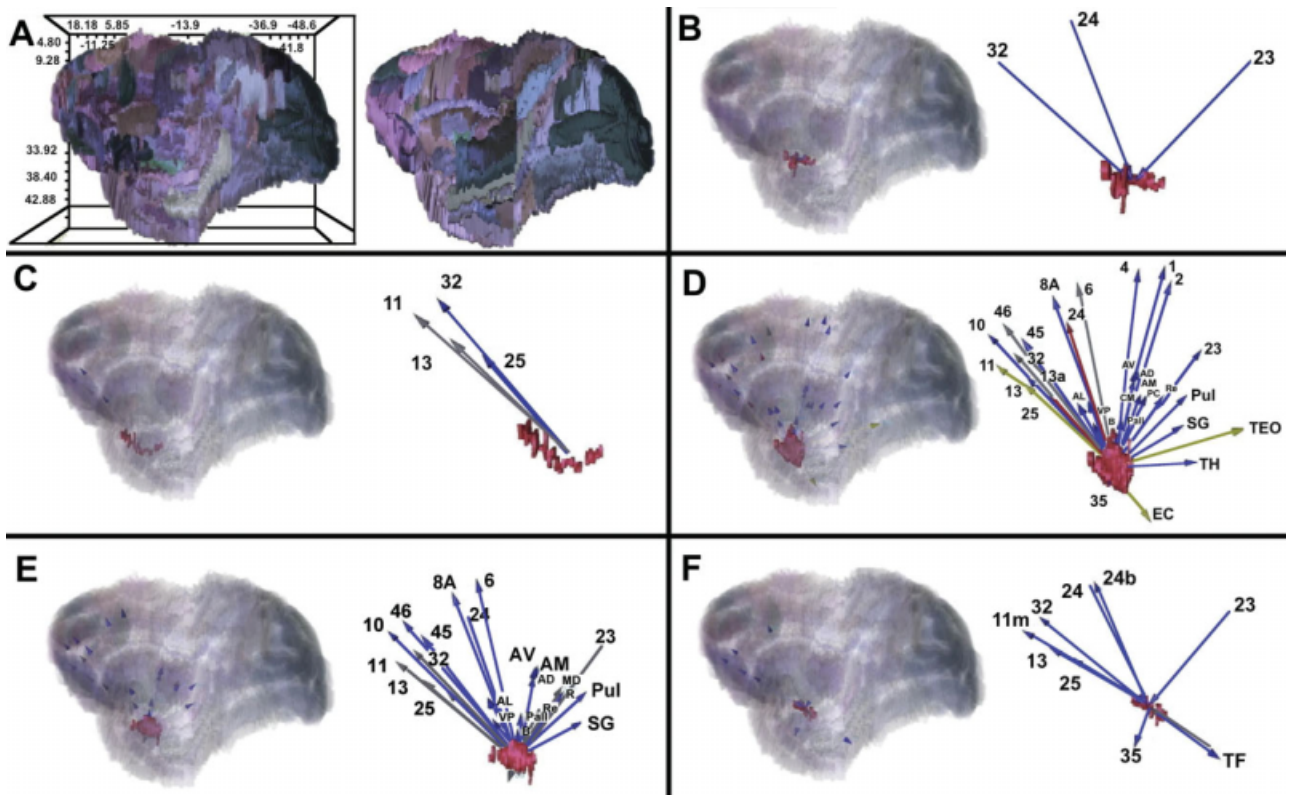 A
18.18 5.85 -13.9 -36.9 -48.6
4.80 -11.25 41.8
9.28
33.92
38.40
42.88
B
24
32
23
C
32
11
25
13
D
4 1
8A 6 2
46
24
10 45
23
11 32
13a
AV AD
AM
Re
13
AL CM PC Pul
25 VP
B Pall SG
TEO
TH
35
EC
E
8A 6
46
24
10 45
23
11 32
AV AM
AD MD
13
R Pul
25
AL
VP Pall Re
B
SG
F
24b
24
32 23
11m
13
25
35
TF